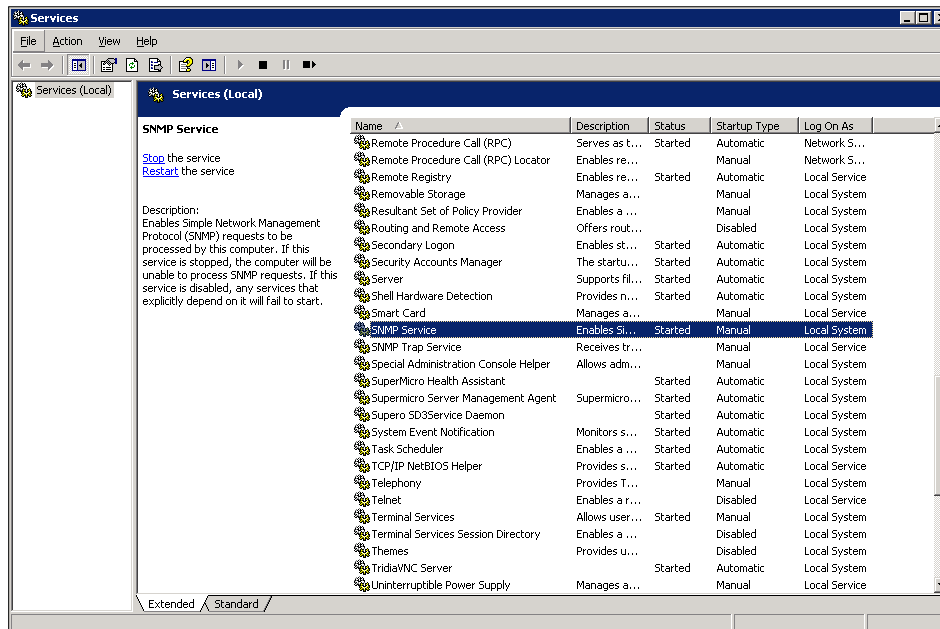 Services
File Action View Help
Services (Local)
Services (Local)
SNMP Service
Stop the service
Restart the service
Description:
Enables Simple Network Management
Protocol (SNMP) requests to be
processed by this computer. If this
service is stopped, the computer will be
unable to process SNMP requests. If this
service is disabled, any services that
explicitly depend on it will fail to start.
Name Description Status Startup Type Log On As
Remote Procedure Call (RPC) Serves as t... Started Automatic Network S...
Remote Procedure Call (RPC) Locator Enables re... Manual Network S...
Remote Registry Enables re... Started Automatic Local Service
Removable Storage Manages a... Manual Local System
Resultant Set of Policy Provider Enables a ... Manual Local System
Routing and Remote Access Offers rout... Disabled Local System
Secondary Logon Enables st... Started Automatic Local System
Security Accounts Manager The startu... Started Automatic Local System
Server Supports fil... Started Automatic Local System
Shell Hardware Detection Provides n... Started Automatic Local System
Smart Card Manages a... Manual Local Service
SNMP Service Enables Si... Started Manual Local System
SNMP Trap Service Receives tr... Manual Local Service
Special Administration Console Helper Allows adm... Manual Local System
SuperMicro Health Assistant Started Automatic Local System
Supermicro Server Management Agent Supermicro... Started Automatic Local System
Supero SD3Service Daemon Started Automatic Local System
System Event Notification Monitors s... Started Automatic Local System
Task Scheduler Enables a ... Started Automatic Local System
TCP/IP NetBIOS Helper Provides s... Started Automatic Local Service
Telephony Provides T... Manual Local System
Telnet Enables a r... Disabled Local Service
Terminal Services Allows user... Started Manual Local System
Terminal Services Session Directory Enables a ... Disabled Local System
Themes Provides u... Disabled Local System
TridiaVNC Server Started Automatic Local System
Uninterruptible Power Supply Manages a... Manual Local Service
Extended Standard